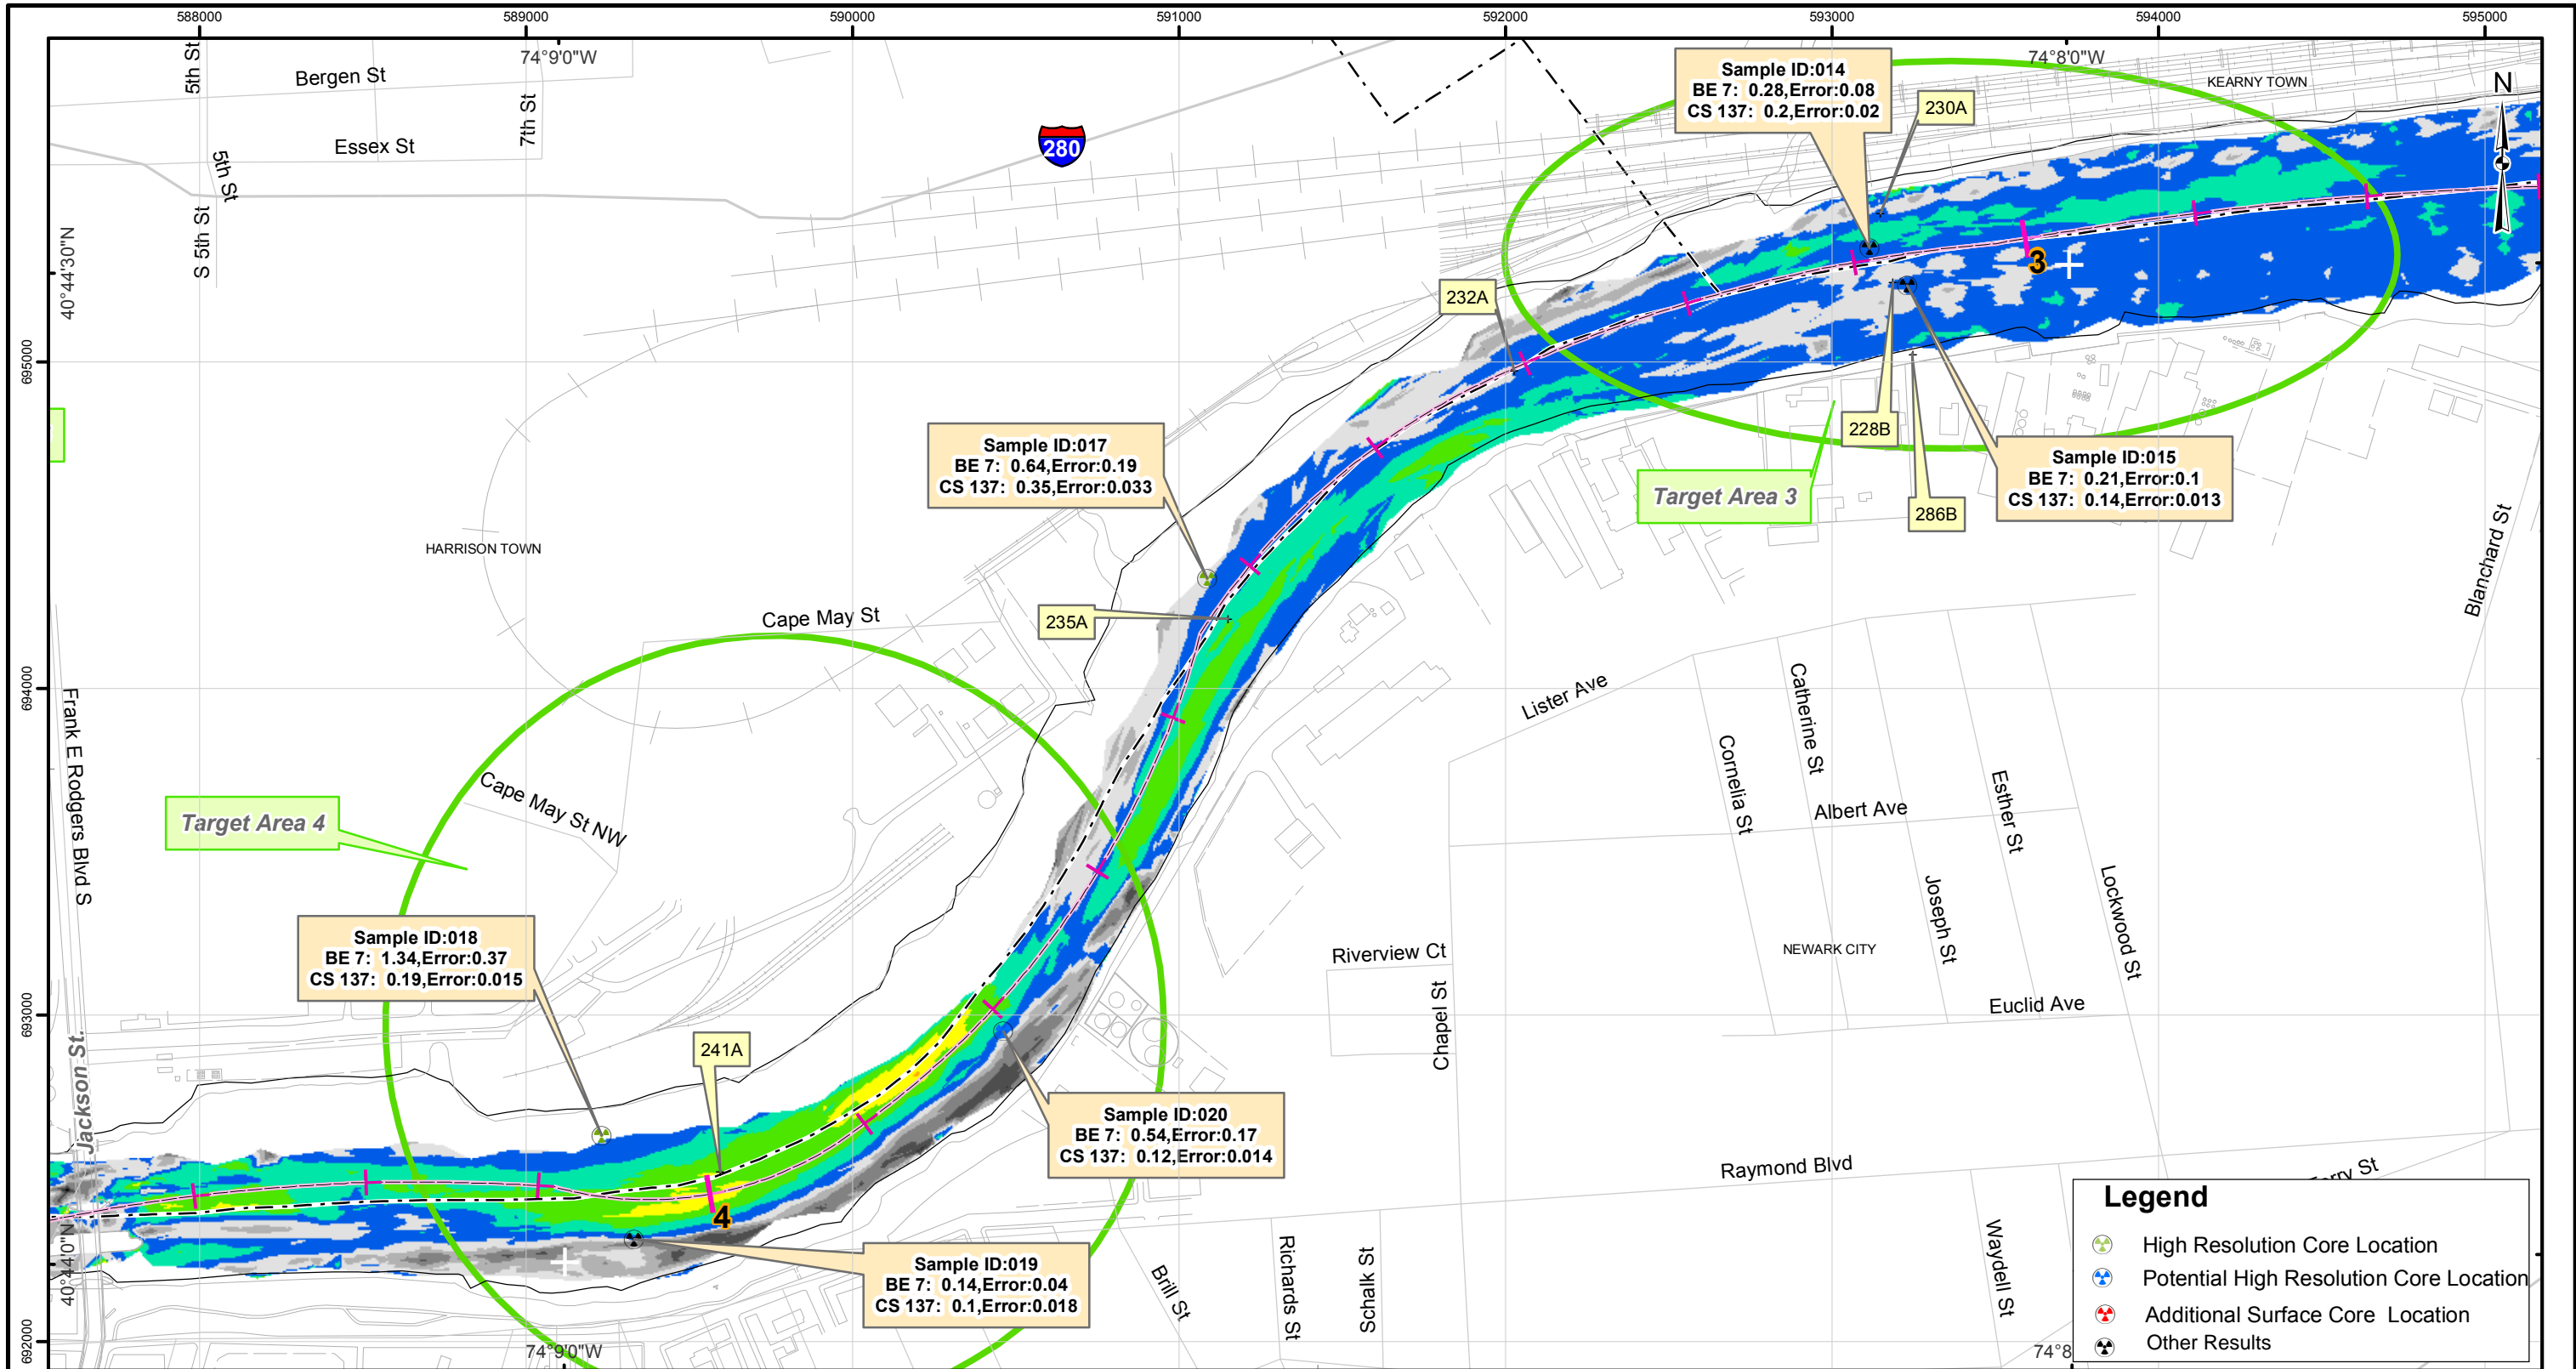 588000
589000
590000
591000
592000
593000
594000
595000
74°9'0"W
74°8'0"W
5th St
Bergen St
7th St
Essex St
5th St
S 5th St
280
KEARNY TOWN
N
Sample ID:014
BE 7: 0.28,Error:0.08
CS 137: 0.2,Error:0.02
230A
40°44'30"N
232A
3
695000
Sample ID:017
BE 7: 0.64,Error:0.19
CS 137: 0.35,Error:0.033
228B
Target Area 3
Sample ID:015
BE 7: 0.21,Error:0.1
CS 137: 0.14,Error:0.013
286B
HARRISON TOWN
Blanchard St
Cape May St
235A
694000
Lister Ave
Catherine St
Cornelia St
Frank E Rodgers Blvd S
Target Area 4
Cape May St NW
Albert Ave
Esther St
Joseph St
Lockwood St
Sample ID:018
BE 7: 1.34,Error:0.37
CS 137: 0.19,Error:0.015
Riverview Ct
NEWARK CITY
Chapel St
Euclid Ave
693000
Jackson St.
241A
Sample ID:020
BE 7: 0.54,Error:0.17
CS 137: 0.12,Error:0.014
Raymond Blvd
4
Sample ID:019
BE 7: 0.14,Error:0.04
CS 137: 0.1,Error:0.018
40°44'0"N
Brill St
Richards St
Schalk St
Waydell St
692000
74°9'0"W
74°8
Legend
High Resolution Core Location
Potential High Resolution Core Location
Additional Surface Core Location
Other Results